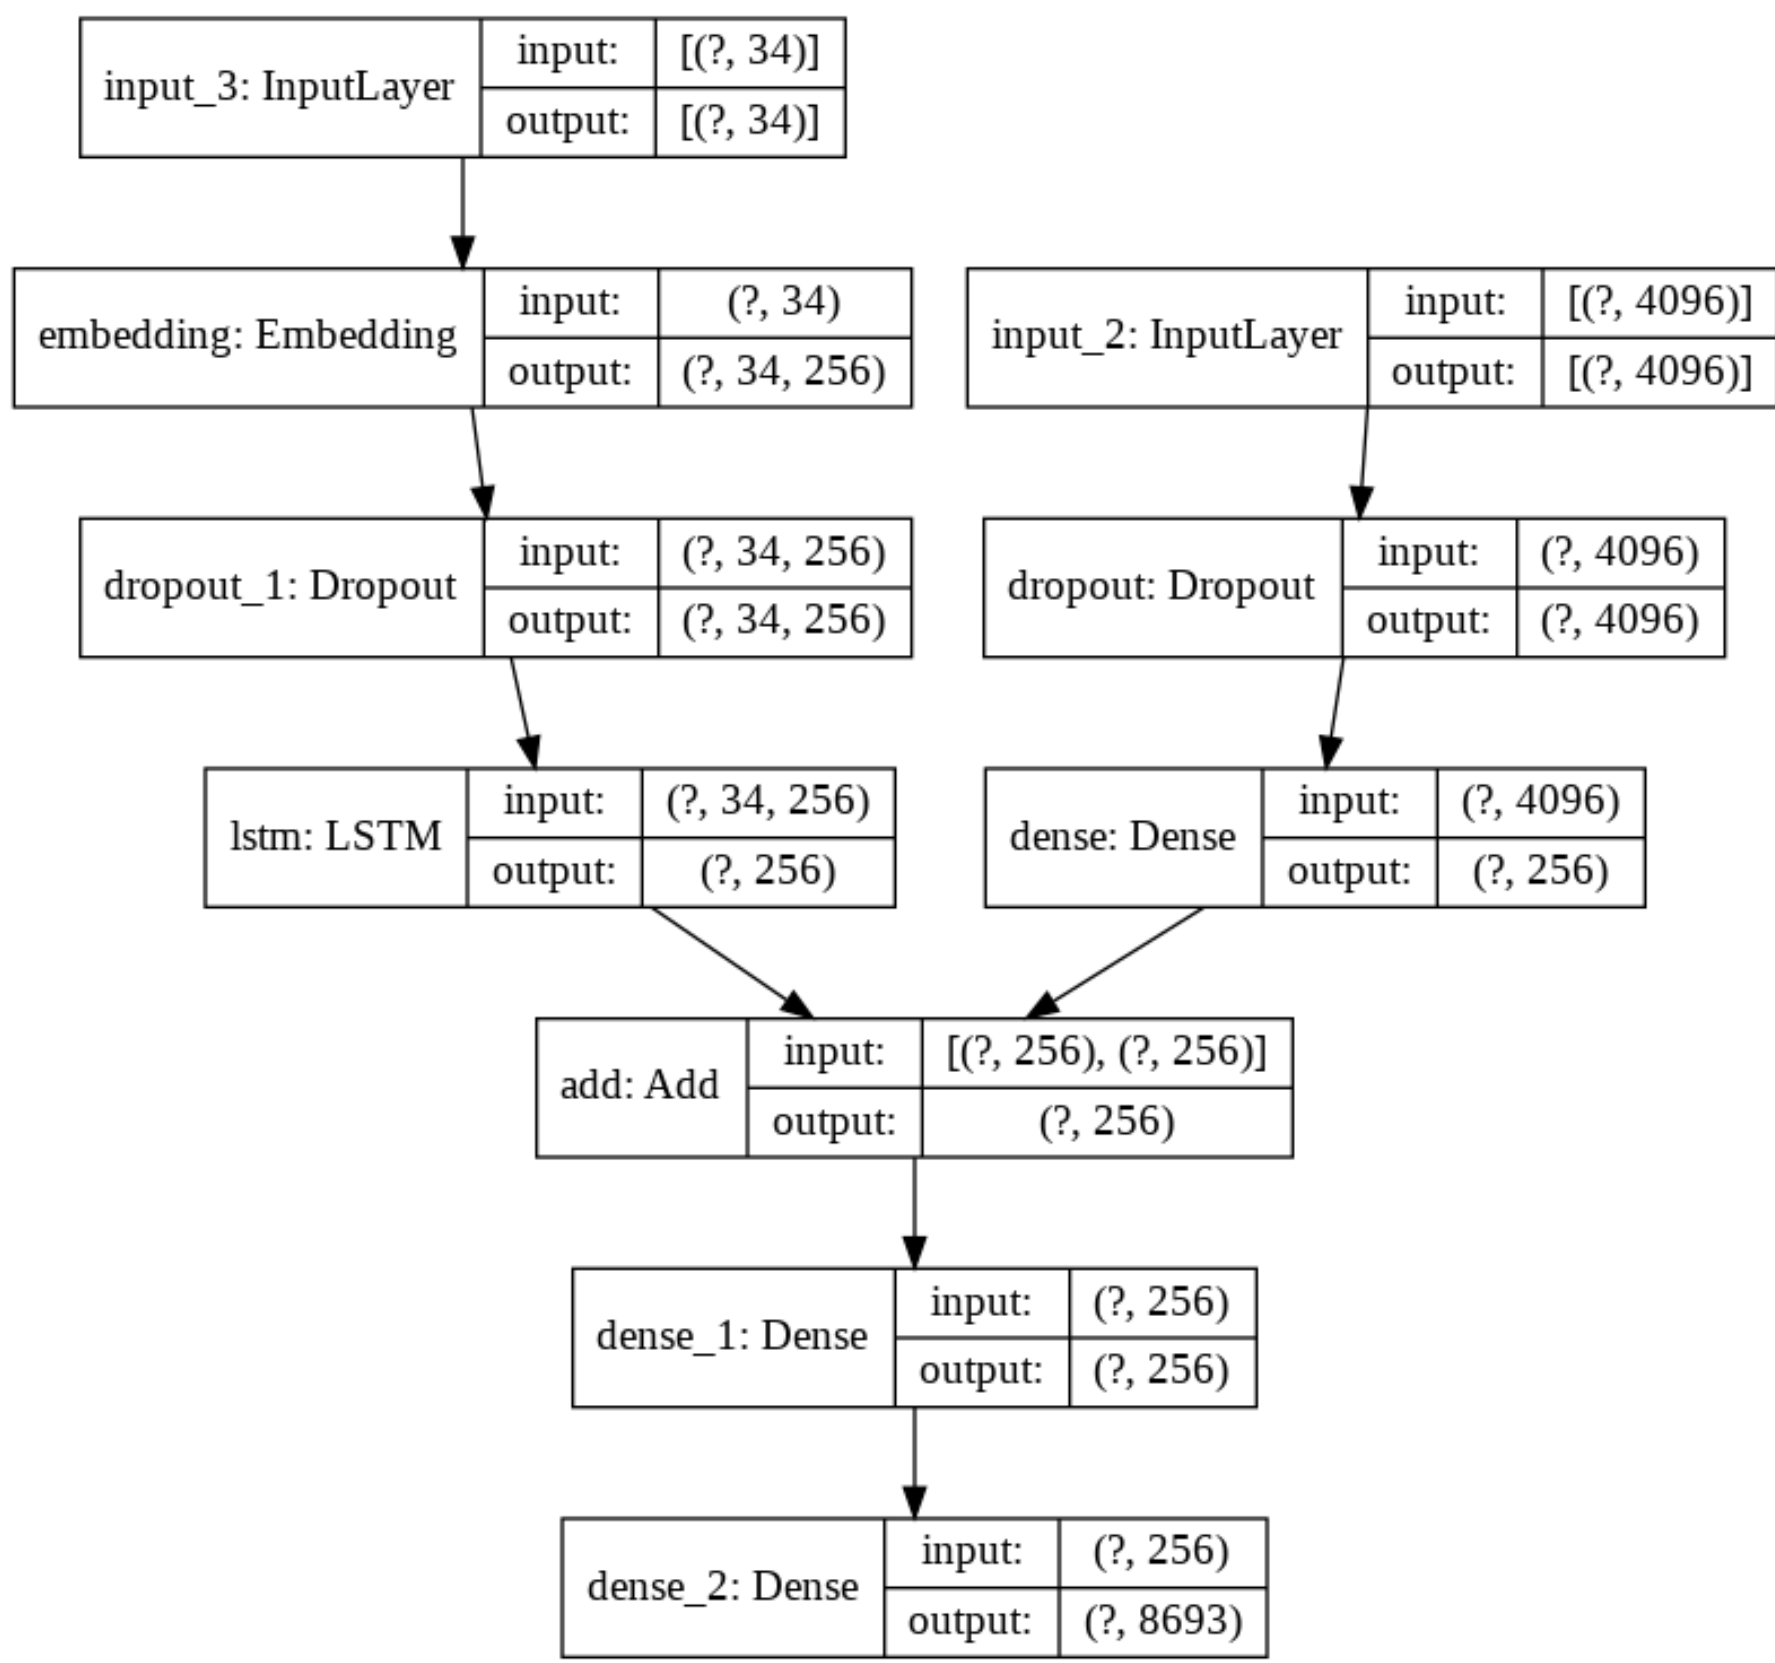 input_3: InputLayer
input: [(?, 34)]
output: [(?, 34)]
embedding: Embedding
input: (?, 34)
output: (?, 34, 256)
input_2: InputLayer
input: [(?, 4096)]
output: [(?, 4096)]
dropout_1: Dropout
input: (?, 34, 256)
output: (?, 34, 256)
dropout: Dropout
input: (?, 4096)
output: (?, 4096)
lstm: LSTM
input: (?, 34, 256)
output: (?, 256)
dense: Dense
input: (?, 4096)
output: (?, 256)
add: Add
input: [(?, 256), (?, 256)]
output: (?, 256)
dense_1: Dense
input: (?, 256)
output: (?, 256)
dense_2: Dense
input: (?, 256)
output: (?, 8693)